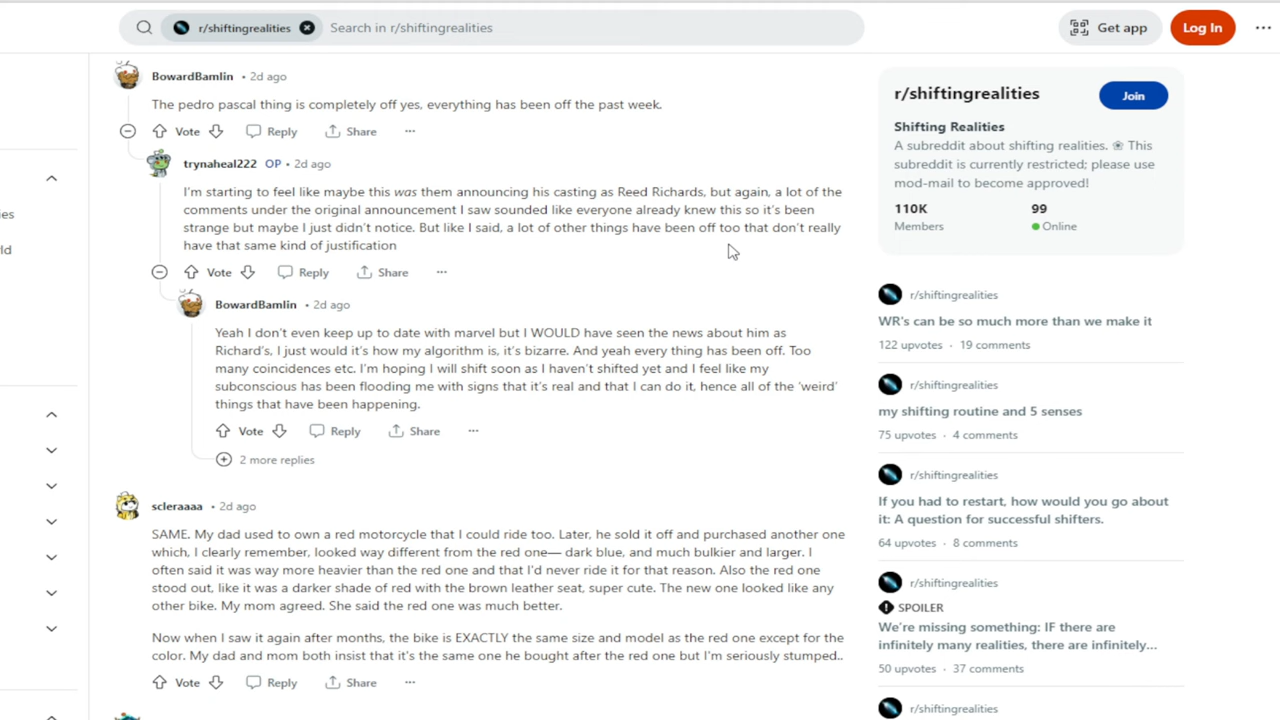 r/shiftingrealities
Search in r/shiftingrealities
Get app
Log In
BowardBamlin • 2d ago
The pedro pascal thing is completely off yes, everything has been off the past week.
Vote
Reply
Share
trynaheal222 OP • 2d ago
I'm starting to feel like maybe this was them announcing his casting as Reed Richards, but again, a lot of the
comments under the original announcement I saw sounded like everyone already knew this so it's been
strange but maybe I just didn't notice. But like I said, a lot of other things have been off too that don't really
have that same kind of justification
Vote
Reply
Share
BowardBamlin • 2d ago
Yeah I don't even keep up to date with marvel but I WOULD have seen the news about him as
Richard's, I just would it's how my algorithm is, it's bizarre. And yeah every thing has been off. Too
many coincidences etc. I'm hoping I will shift soon as I haven't shifted yet and I feel like my
subconscious has been flooding me with signs that it's real and that I can do it, hence all of the 'weird'
things that have been happening.
Vote
Reply
Share
2 more replies
scleraaaa • 2d ago
SAME. My dad used to own a red motorcycle that I could ride too. Later, he sold it off and purchased another one
which, I clearly remember, looked way different from the red one— dark blue, and much bulkier and larger. I
often said it was way more heavier than the red one and that I'd never ride it for that reason. Also the red one
stood out, like it was a darker shade of red with the brown leather seat, super cute. The new one looked like any
other bike. My mom agreed. She said the red one was much better.
Now when I saw it again after months, the bike is EXACTLY the same size and model as the red one except for the
color. My dad and mom both insist that it's the same one he bought after the red one but I'm seriously stumped..
Vote
Reply
Share
ies
ld
r/shiftingrealities
Join
Shifting Realities
A subreddit about shifting realities. ❀ This
subreddit is currently restricted; please use
mod-mail to become approved!
110K
99
Members
Online
r/shiftingrealities
WR's can be so much more than we make it
122 upvotes · 19 comments
r/shiftingrealities
my shifting routine and 5 senses
75 upvotes · 4 comments
r/shiftingrealities
If you had to restart, how would you go about
it: A question for successful shifters.
64 upvotes · 8 comments
r/shiftingrealities
SPOILER
We're missing something: IF there are
infinitely many realities, there are infinitely...
50 upvotes · 37 comments
r/shiftingrealities